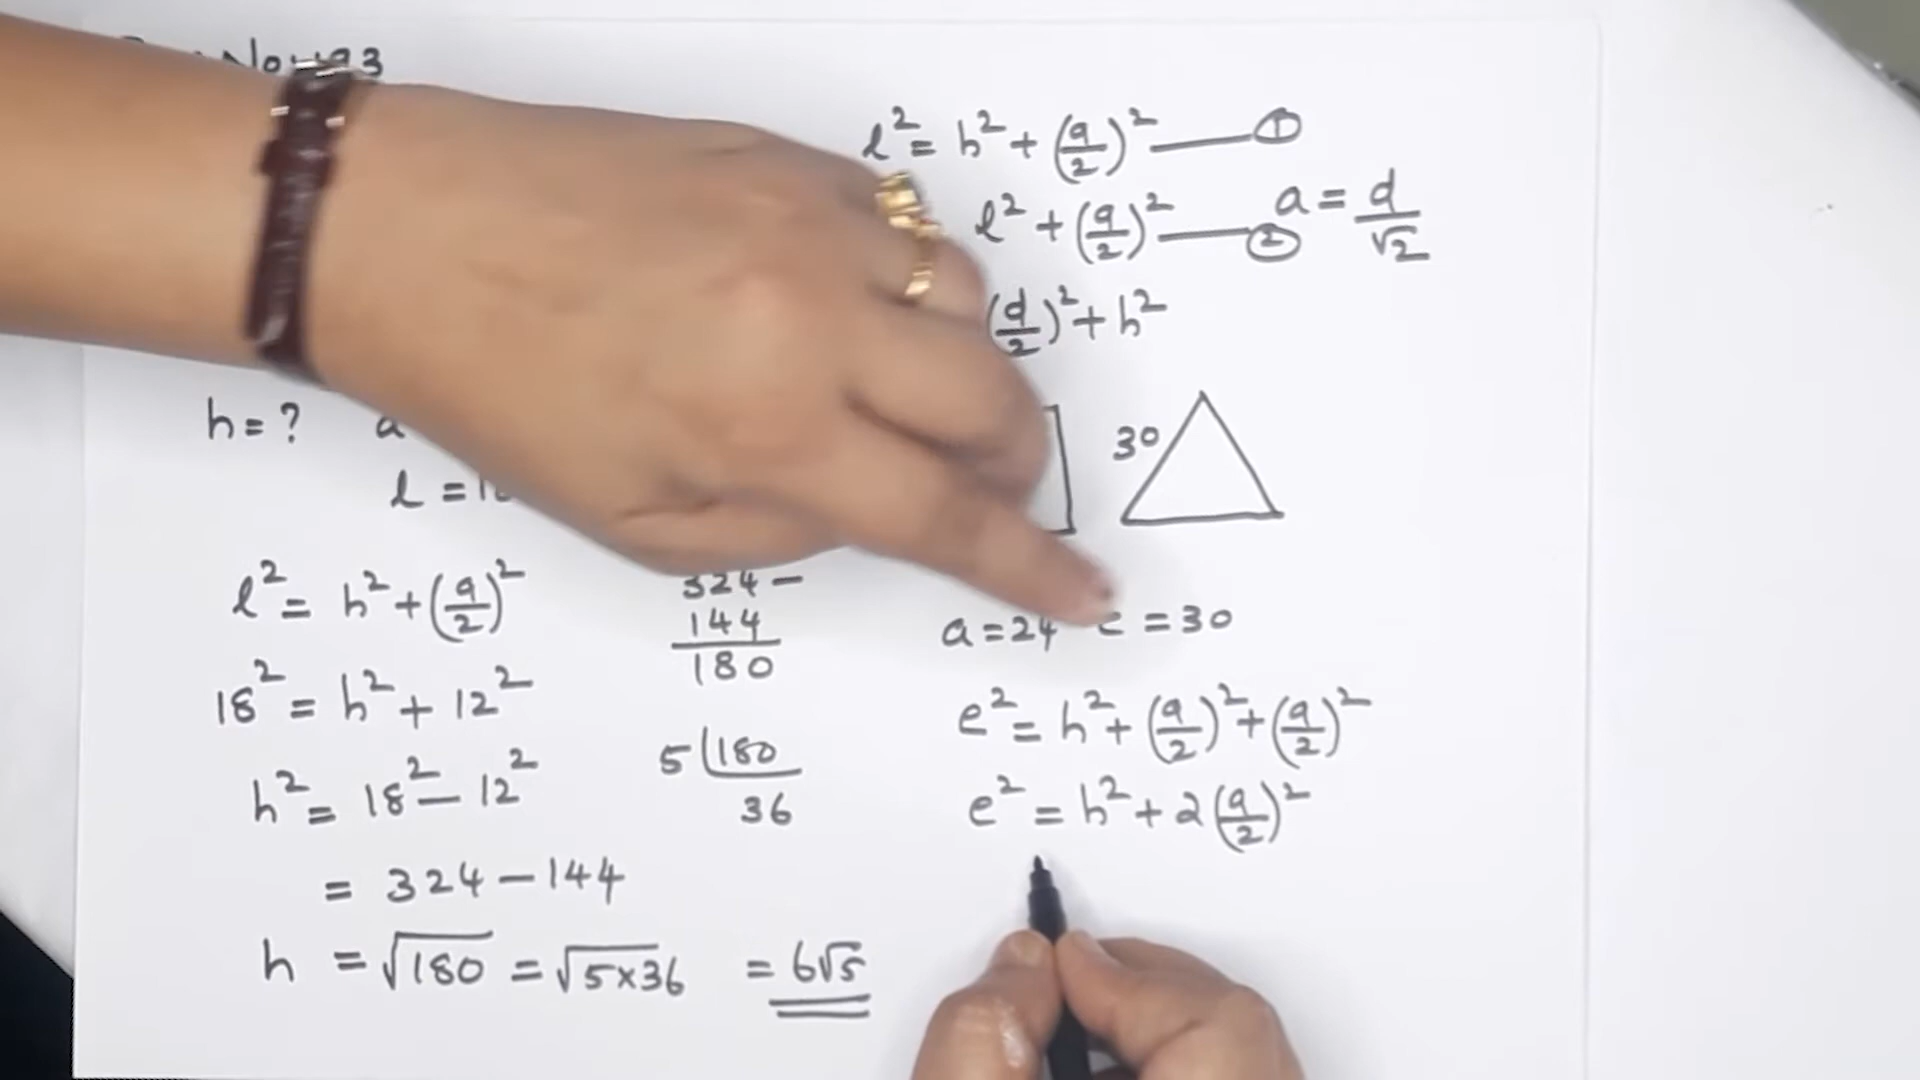 l² = h² + (a/2)² —— ①
l² + (a/2)² —— ②
a = d/√2
(d/2)² + h²
h = ? a
l =
30
l² = h² + (a/2)²
18² = h² + 12²
h² = 18² – 12²
= 324 – 144
h = √180 = √5×36 = 6√5
324 –
144
180
5 180
36
a = 24 e = 30
e² = h² + (a/2)² + (a/2)²
e² = h² + 2(a/2)²